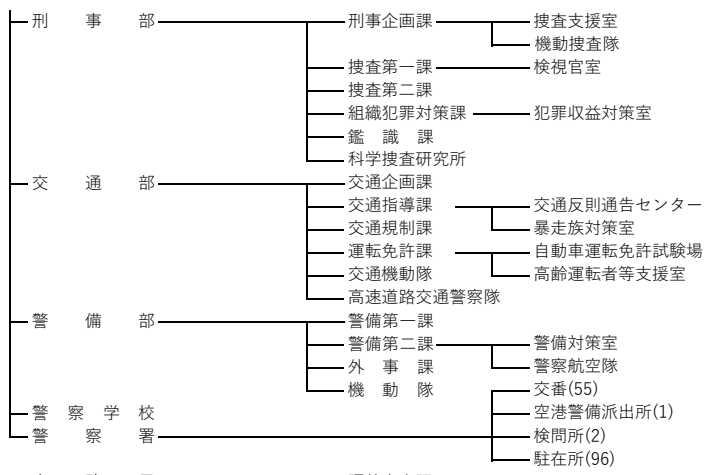 刑事部 刑事企画課 捜査支援室
機動捜査隊
捜査第一課 検視官室
捜査第二課
組織犯罪対策課 犯罪収益対策室
鑑識課
科学捜査研究所
交通部 交通企画課
交通指導課 交通反則通告センター
交通規制課 暴走族対策室
運転免許課 自動車運転免許試験場
交通機動隊 高齢運転者等支援室
高速道路交通警察隊
警備部 警備第一課
警備第二課 警備対策室
外事課 警察航空隊
機動隊 交番(55)
警察学校 空港警備派出所(1)
警察署 検問所(2)
駐在所(96)